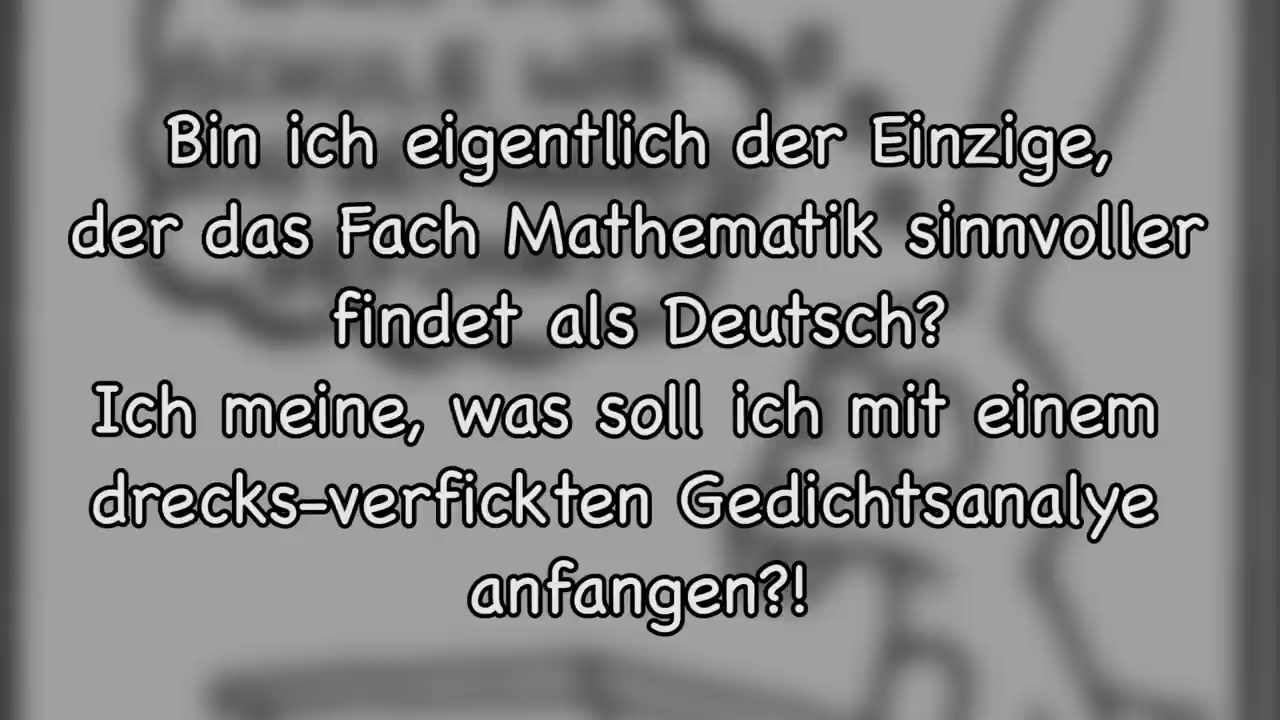 Bin ich eigentlich der Einzige,
der das Fach Mathematik sinnvoller
findet als Deutsch?
Ich meine, was soll ich mit einem
drecks-verfickten Gedichtsanalye
anfangen?!